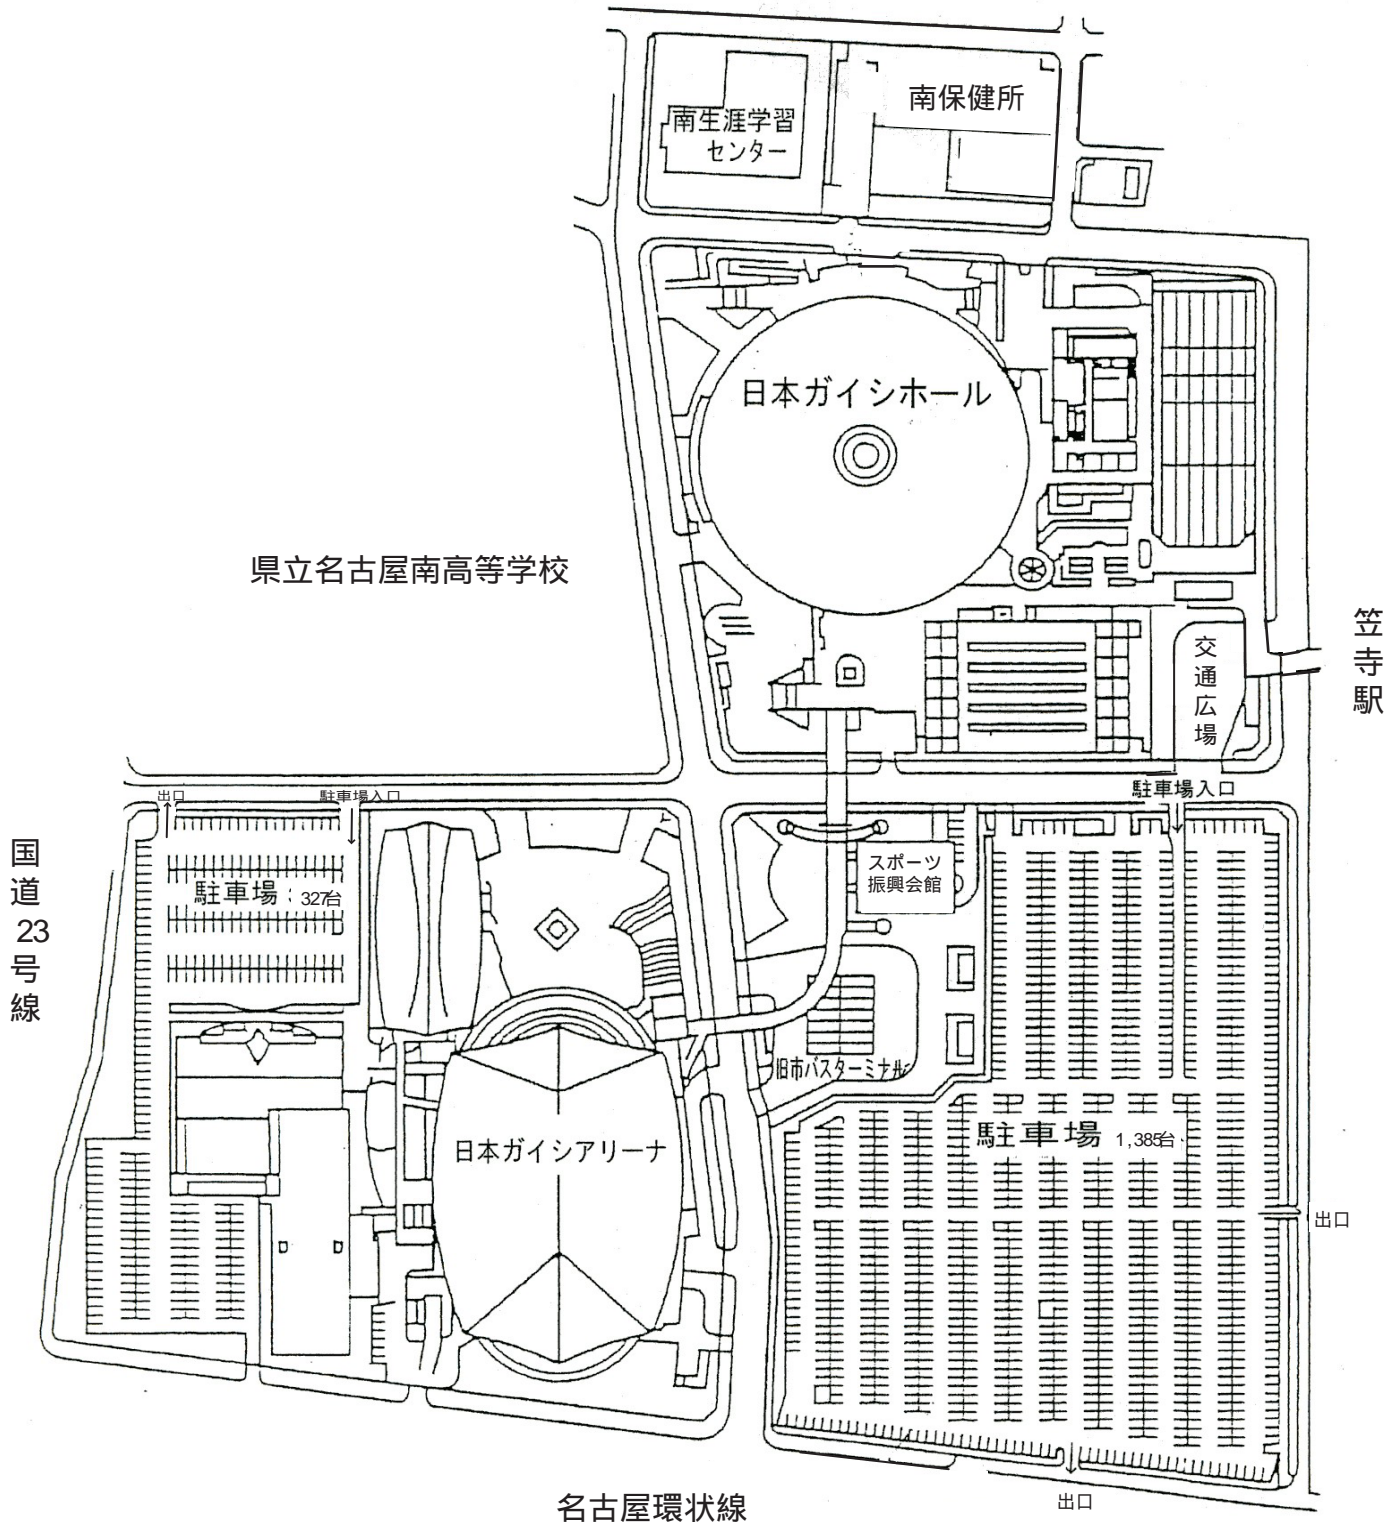 南保健所
南生涯学習
センター
日本ガイシホール
県立名古屋南高等学校
笠寺駅
交通広場
駐車場入口
出口
駐車場入口
国道23号線
駐車場 327台
スポーツ
振興会館
旧市バスターミナル
駐車場 1,385台
日本ガイシアリーナ
出口
出口
名古屋環状線